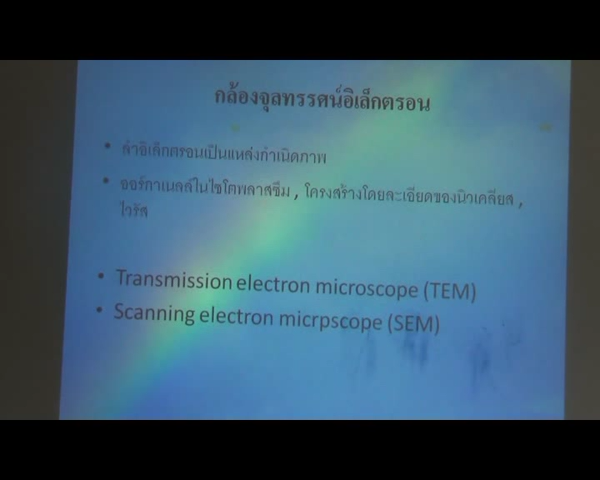 กล้องจุลทรรศน์อิเล็กตรอน
• ลำอิเล็กตรอนเป็นแหล่งกำเนิดภาพ
• ออร์กาเนลล์ในไซโตพลาสซึม , โครงสร้างโดยละเอียดของนิวเคลียส ,
ไวรัส
• Transmission electron microscope (TEM)
• Scanning electron micrpscope (SEM)